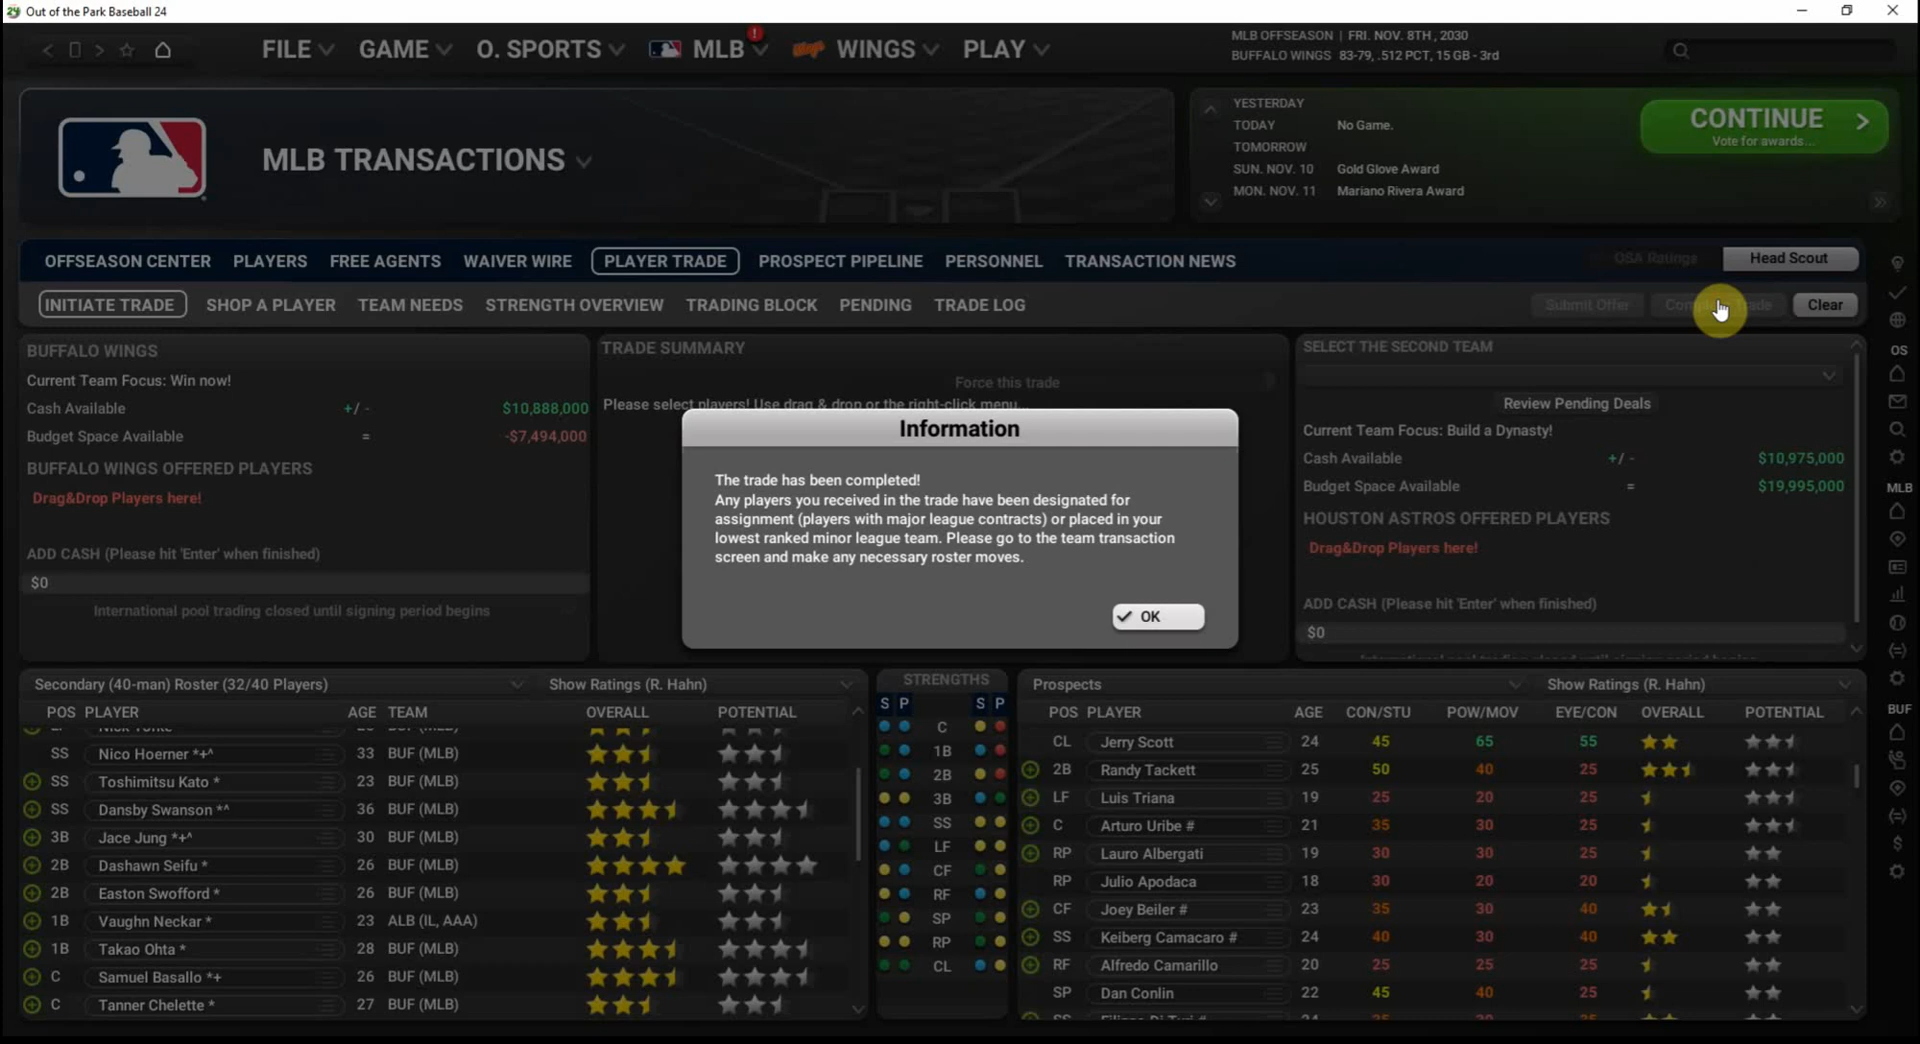 Out of the Park Baseball 24
FILE GAME O. SPORTS MLB WINGS PLAY
MLB OFFSEASON | FRI. NOV. 8TH , 2030
BUFFALO WINGS 83-79, .512 PCT, 15 GB - 3rd
MLB TRANSACTIONS
YESTERDAY
TODAY No Game.
TOMORROW
SUN. NOV. 10 Gold Glove Award
MON. NOV. 11 Mariano Rivera Award
CONTINUE
Vote for awards...
OFFSEASON CENTER PLAYERS FREE AGENTS WAIVER WIRE PLAYER TRADE PROSPECT PIPELINE PERSONNEL TRANSACTION NEWS
OSA Ratings Head Scout
INITIATE TRADE SHOP A PLAYER TEAM NEEDS STRENGTH OVERVIEW TRADING BLOCK PENDING TRADE LOG
Submit Offer Trade Clear
BUFFALO WINGS
Current Team Focus: Win now!
Cash Available +/- $10,888,000
Budget Space Available = -$7,494,000
BUFFALO WINGS OFFERED PLAYERS
Drag&Drop Players here!
ADD CASH (Please hit 'Enter' when finished)
$0
International pool trading closed until signing period begins
TRADE SUMMARY
Force this trade
Please select players! Use drag & drop or the right-click menu...
Information
The trade has been completed!
Any players you received in the trade have been designated for
assignment (players with major league contracts) or placed in your
lowest ranked minor league team. Please go to the team transaction
screen and make any necessary roster moves.
OK
SELECT THE SECOND TEAM
Review Pending Deals
Current Team Focus: Build a Dynasty!
Cash Available +/- $10,975,000
Budget Space Available = $19,995,000
HOUSTON ASTROS OFFERED PLAYERS
Drag&Drop Players here!
ADD CASH (Please hit 'Enter' when finished)
$0
Secondary (40-man) Roster (32/40 Players) Show Ratings (R. Hahn)
POS PLAYER AGE TEAM OVERALL POTENTIAL
SS Nico Hoerner *+^ 33 BUF (MLB)
SS Toshimitsu Kato * 23 BUF (MLB)
SS Dansby Swanson *^ 36 BUF (MLB)
3B Jace Jung *+^ 30 BUF (MLB)
2B Dashawn Seifu * 26 BUF (MLB)
2B Easton Swofford * 26 BUF (MLB)
1B Vaughn Neckar * 23 ALB (IL, AAA)
1B Takao Ohta * 28 BUF (MLB)
C Samuel Basallo *+ 26 BUF (MLB)
C Tanner Chelette * 27 BUF (MLB)
STRENGTHS
S P S P
C
1B
2B
3B
SS
LF
CF
RF
SP
RP
CL
Prospects Show Ratings (R. Hahn)
POS PLAYER AGE CON/STU POW/MOV EYE/CON OVERALL POTENTIAL
CL Jerry Scott 24 45 65 55
2B Randy Tackett 25 50 40 25
LF Luis Triana 19 25 20 25
C Arturo Uribe # 21 35 30 25
RP Lauro Albergati 19 30 30 25
RP Julio Apodaca 18 30 20 20
CF Joey Beiler # 23 35 30 40
SS Keiberg Camacaro # 24 40 30 40
RF Alfredo Camarillo 20 25 25 25
SP Dan Conlin 22 45 40 25
OS
MLB
BUF